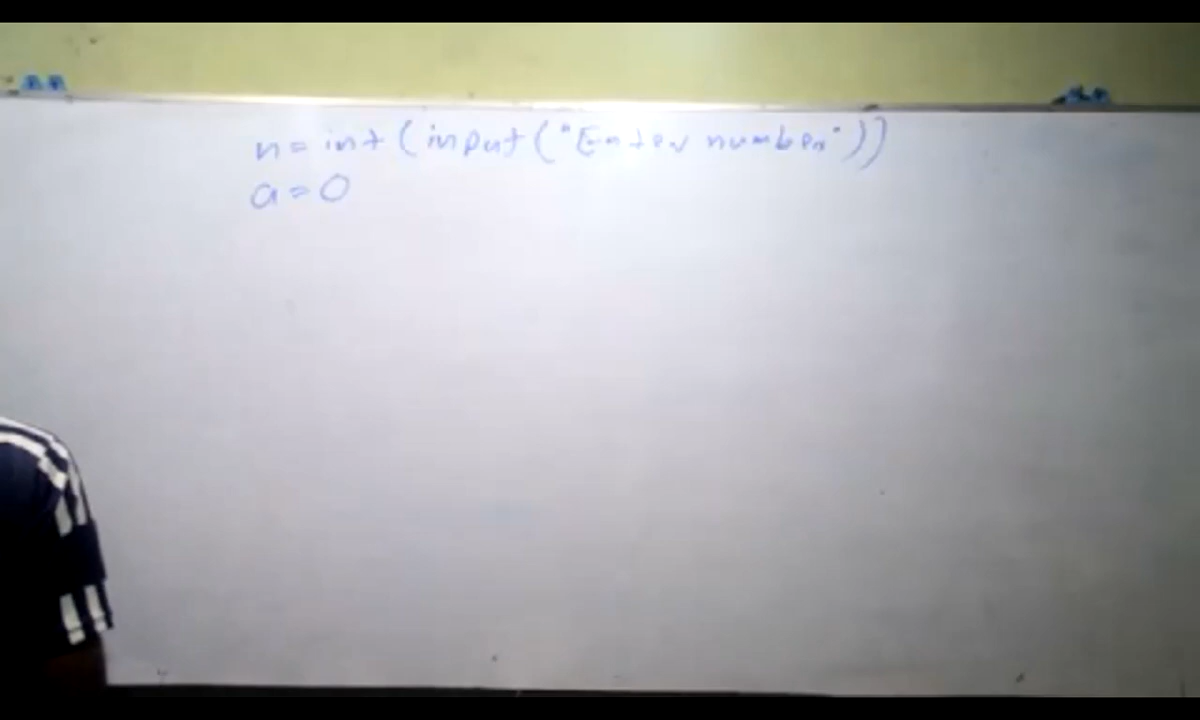 n = int (input ("Enter number"))
a = 0